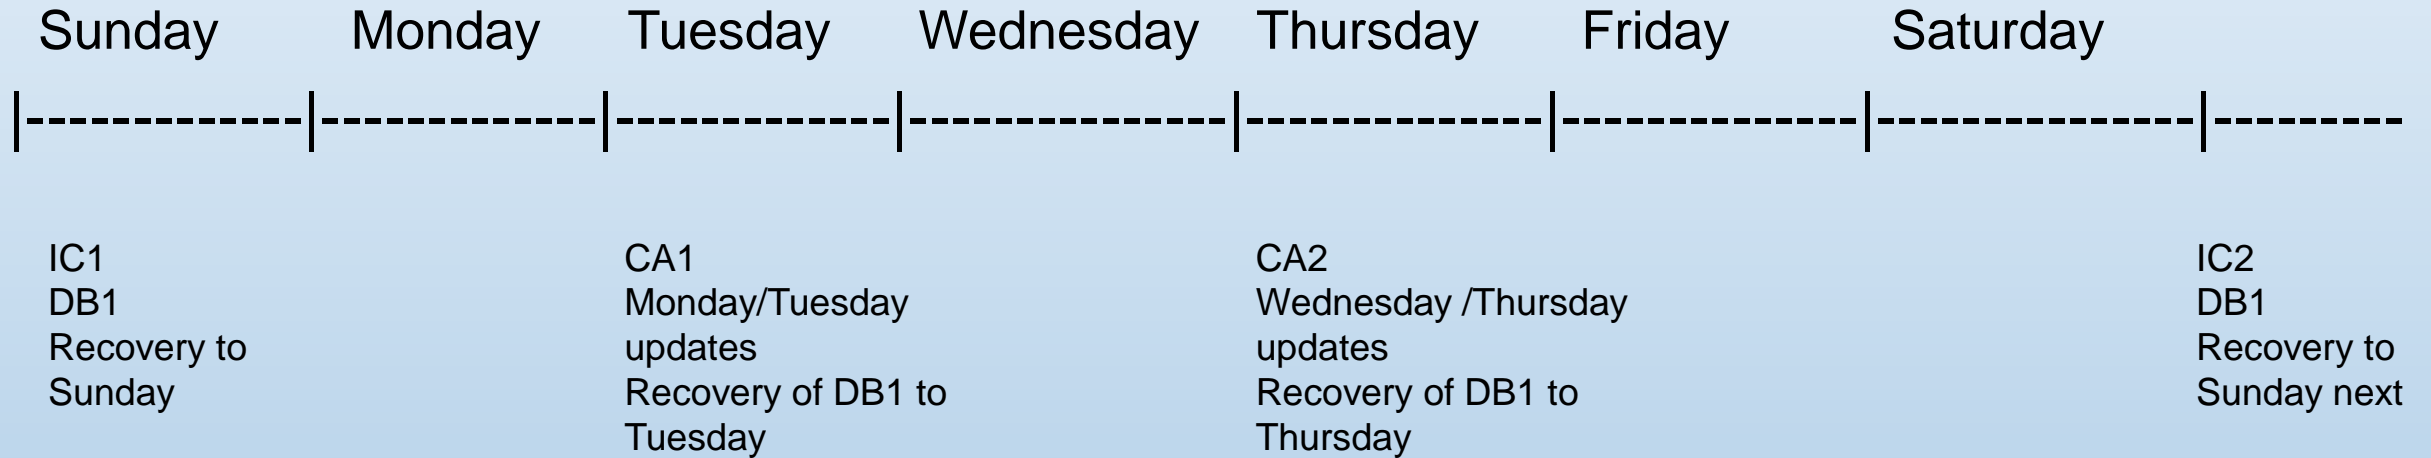 Sunday Monday Tuesday Wednesday Thursday Friday Saturday
IC1
DB1
Recovery to
Sunday
CA1
Monday/Tuesday
updates
Recovery of DB1 to
Tuesday
CA2
Wednesday /Thursday
updates
Recovery of DB1 to
Thursday
IC2
DB1
Recovery to
Sunday next